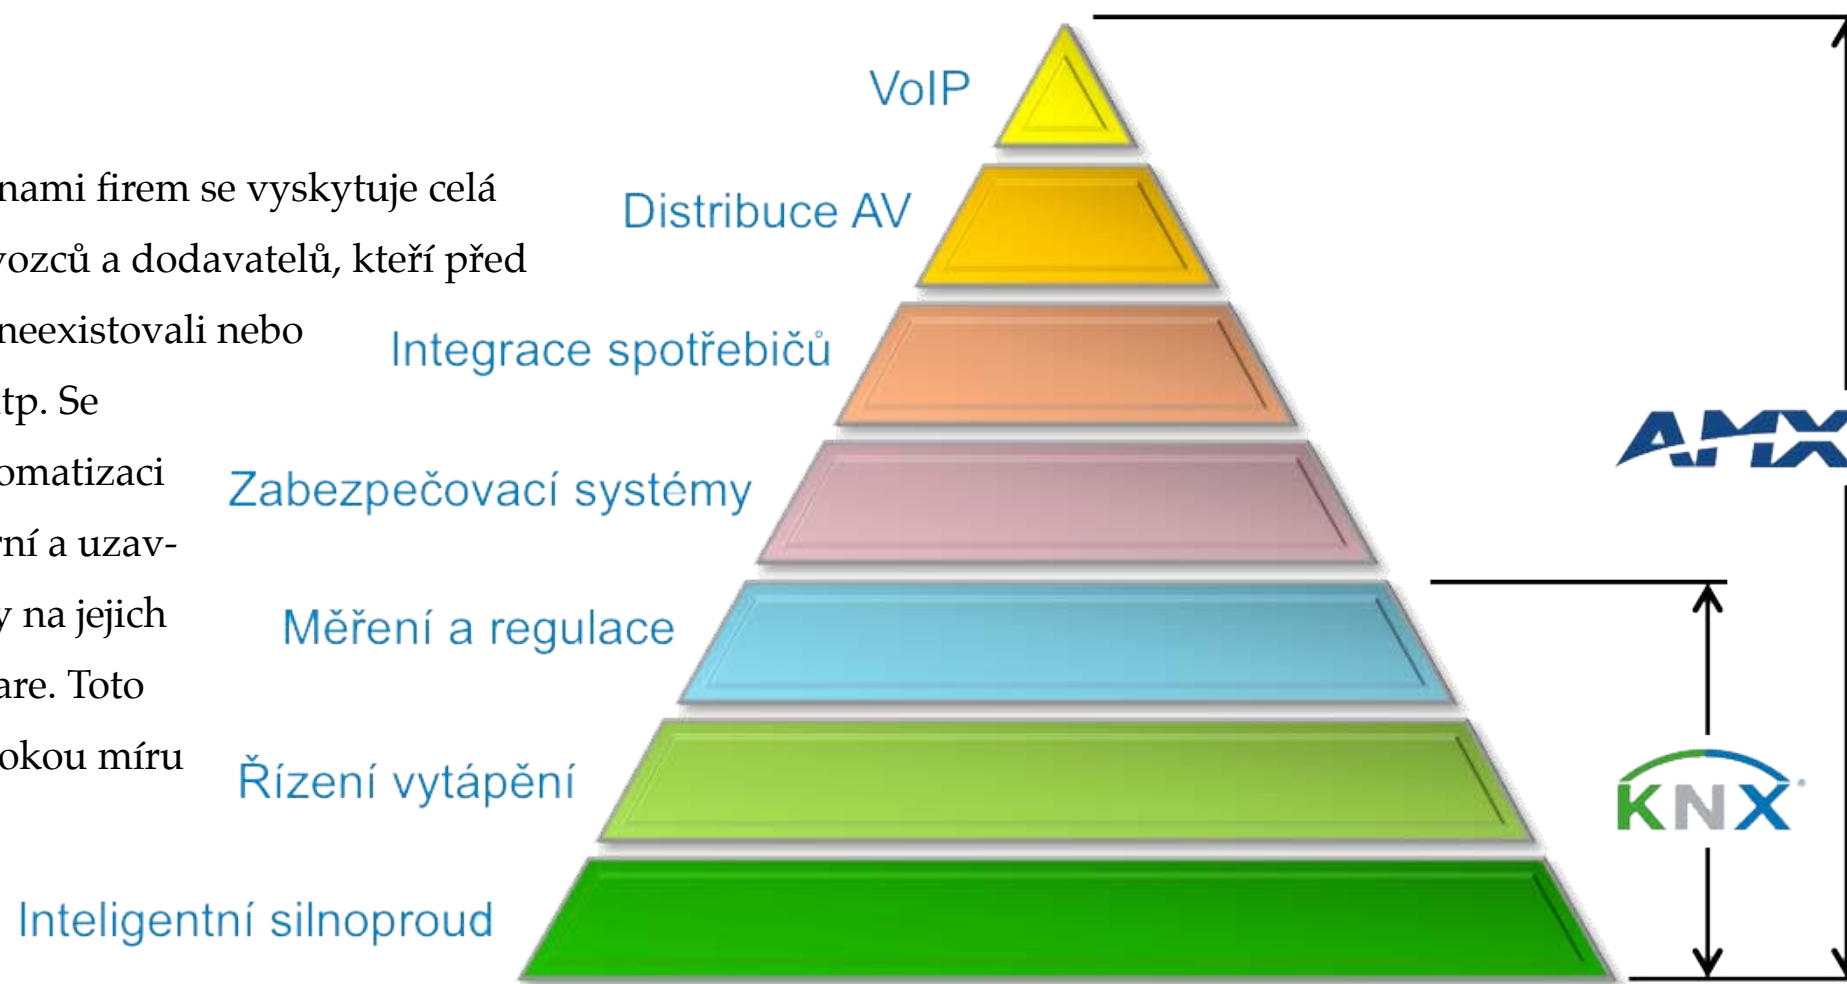 nami firem se vyskytuje celá
vozců a dodavatelů, kteří před
neexistovali nebo
tp. Se
omatizaci
rní a uzav-
y na jejich
are. Toto
okou míru
VoIP
Distribuce AV
Integrace spotřebičů
Zabezpečovací systémy
Měření a regulace
Řízení vytápění
Inteligentní silnoproud
AMX
KNX